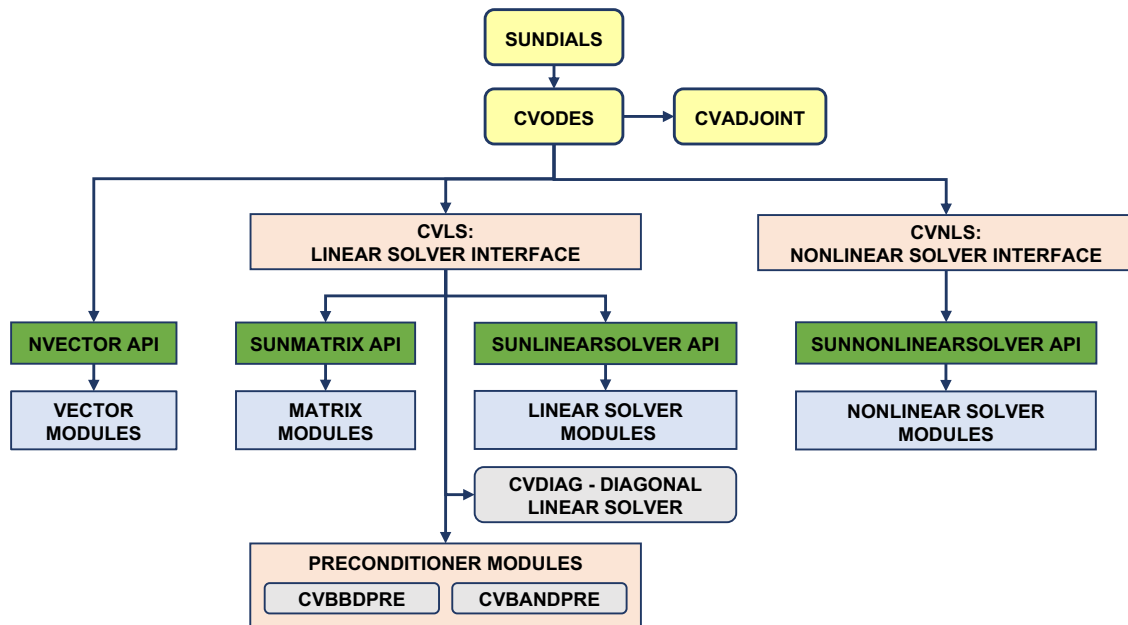 SUNDIALS
CVODES
CVADJOINT
CVLS:
LINEAR SOLVER INTERFACE
CVNLS:
NONLINEAR SOLVER INTERFACE
NVECTOR API
SUNMATRIX API
SUNLINEARSOLVER API
SUNNONLINEARSOLVER API
VECTOR
MODULES
MATRIX
MODULES
LINEAR SOLVER
MODULES
NONLINEAR SOLVER
MODULES
CVDIAG - DIAGONAL
LINEAR SOLVER
PRECONDITIONER MODULES
CVBBDPRE
CVBANDPRE